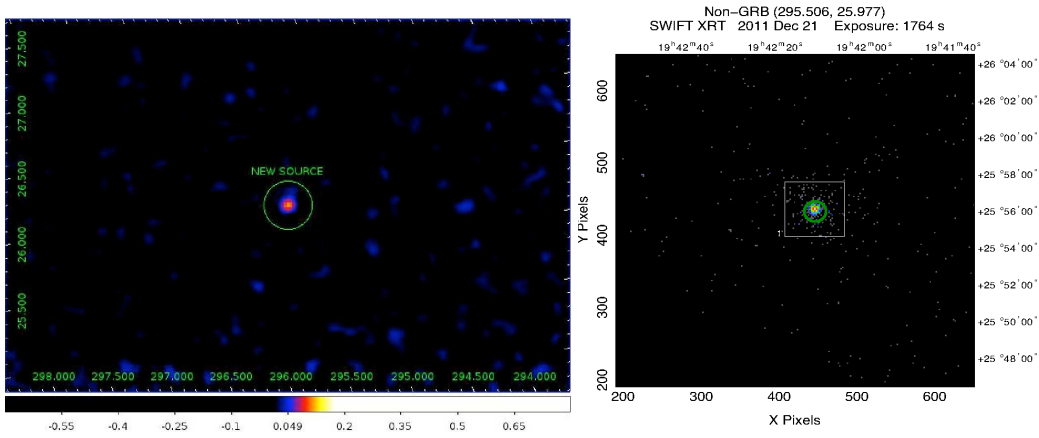 27.500
27.000
26.500
26.000
25.500
NEW SOURCE
298.000 297.500 297.000 296.500 296.000 295.500 295.000 294.500 294.000
-0.55 -0.4 -0.25 -0.1 0.049 0.2 0.35 0.5 0.65
Non-GRB (295.506, 25.977)
SWIFT XRT 2011 Dec 21 Exposure: 1764 s
19ʰ42ᵐ40ˢ 19ʰ42ᵐ20ˢ 19ʰ42ᵐ00ˢ 19ʰ41ᵐ40ˢ
+26°04'00"
+26°02'00"
+26°00'00"
+25°58'00"
+25°56'00"
+25°54'00"
+25°52'00"
+25°50'00"
+25°48'00"
600
500
400
300
200
Y Pixels
1
200 300 400 500 600
X Pixels